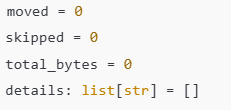 moved = 0
skipped = 0
total_bytes = 0
details: list[str] = []